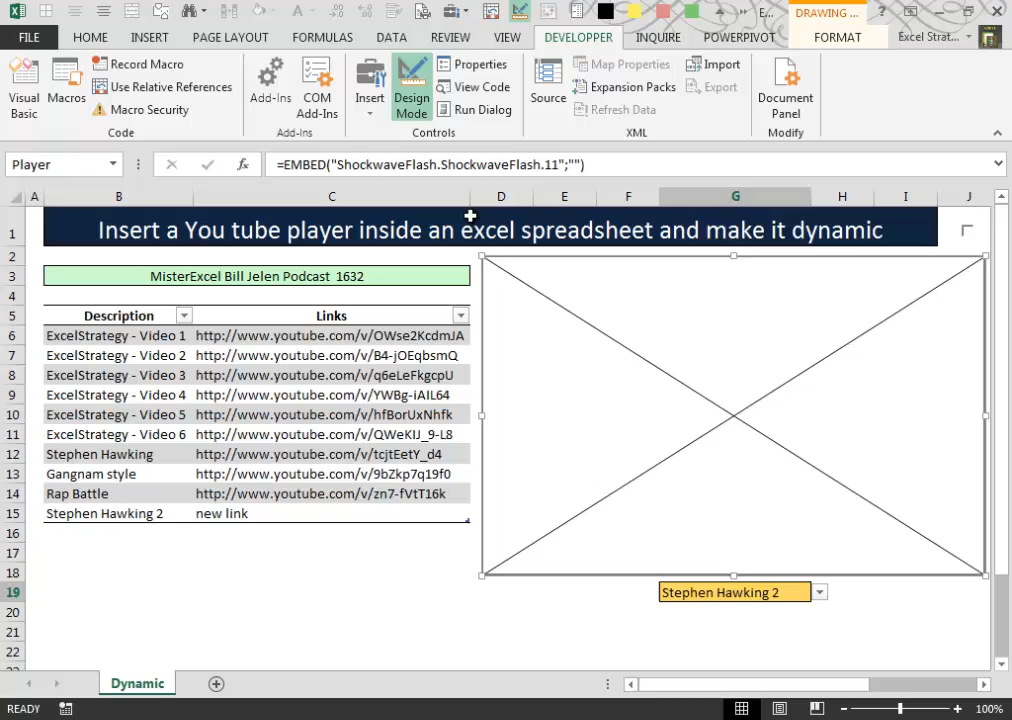 E... DRAWING ... ?
FILE HOME INSERT PAGE LAYOUT FORMULAS DATA REVIEW VIEW DEVELOPER INQUIRE POWERPIVOT FORMAT Excel Strat...
Visual Basic
Macros
Record Macro
Use Relative References
Macro Security
Code
Add-Ins
COM Add-Ins
Add-Ins
Insert
Design Mode
Properties
View Code
Run Dialog
Controls
Source
Map Properties
Expansion Packs
Refresh Data
Import
Export
XML
Document Panel
Modify
Player fx =EMBED("ShockwaveFlash.ShockwaveFlash.11";"")
A B C D E F G H I J
1 Insert a You tube player inside an excel spreadsheet and make it dynamic
2
3 MisterExcel Bill Jelen Podcast 1632
4
5 Description Links
6 ExcelStrategy - Video 1 http://www.youtube.com/v/OWse2KcdmJA
7 ExcelStrategy - Video 2 http://www.youtube.com/v/B4-jOEqbsmQ
8 ExcelStrategy - Video 3 http://www.youtube.com/v/q6eLeFkgcpU
9 ExcelStrategy - Video 4 http://www.youtube.com/v/YWBg-iAIL64
10 ExcelStrategy - Video 5 http://www.youtube.com/v/hfBorUxNhfk
11 ExcelStrategy - Video 6 http://www.youtube.com/v/QWeKIJ_9-L8
12 Stephen Hawking http://www.youtube.com/v/tcjtEetY_d4
13 Gangnam style http://www.youtube.com/v/9bZkp7q19f0
14 Rap Battle http://www.youtube.com/v/zn7-fVtT16k
15 Stephen Hawking 2 new link
16
17
18
19 Stephen Hawking 2
20
21
22
Dynamic
READY 100%